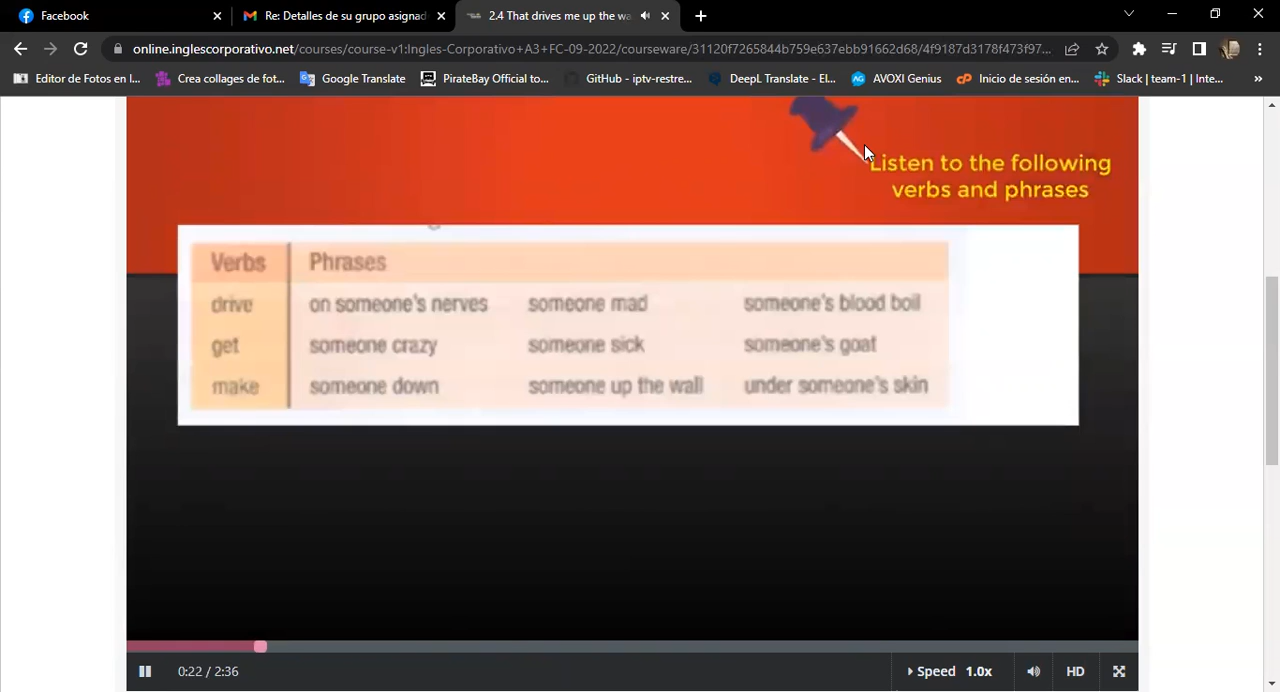 Facebook
Re: Detalles de su grupo asignad
2.4 That drives me up the wa
online.inglescorporativo.net/courses/course-v1:Ingles-Corporativo+A3+FC-09-2022/courseware/31120f7265844b759e637ebb91662d68/4f9187d3178f473f97...
Editor de Fotos en l...
Crea collages de fot...
Google Translate
PirateBay Official to...
GitHub - iptv-restre...
DeepL Translate - El...
AVOXI Genius
Inicio de sesión en...
Slack | team-1 | Inte...
Listen to the following
verbs and phrases
Verbs Phrases
drive on someone's nerves someone mad someone's blood boil
get someone crazy someone sick someone's goat
make someone down someone up the wall under someone's skin
0:22 / 2:36
Speed 1.0x
HD